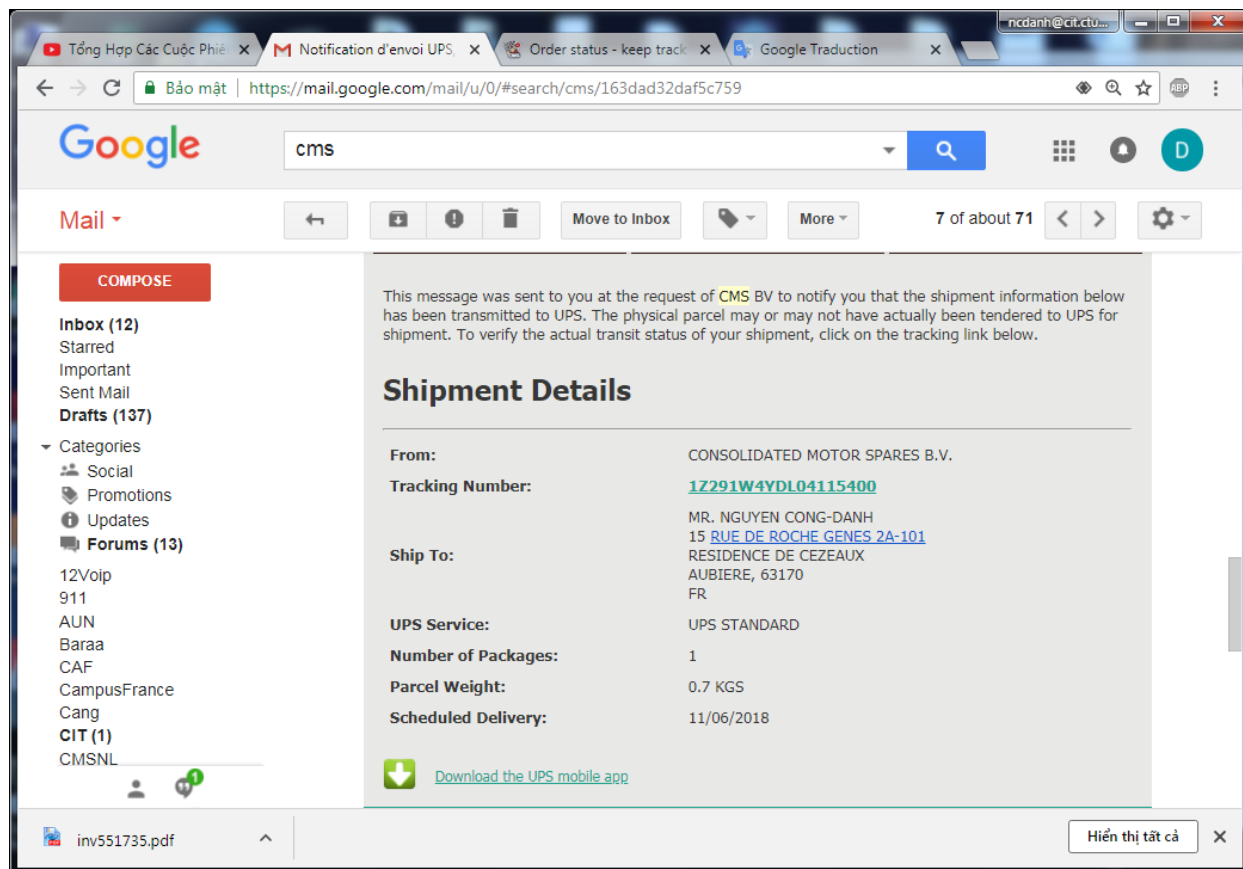 ncdanh@cit.ctu...
Tổng Hợp Các Cuộc Phiê
Notification d'envoi UPS,
Order status - keep track
Google Traduction
Bảo mật | https://mail.google.com/mail/u/0/#search/cms/163dad32daf5c759
ABP
Google
cms
D
Mail
Move to Inbox
More
7 of about 71
COMPOSE
Inbox (12)
Starred
Important
Sent Mail
Drafts (137)
Categories
Social
Promotions
Updates
Forums (13)
12Voip
911
AUN
Baraa
CAF
CampusFrance
Cang
CIT (1)
CMSNL
1
This message was sent to you at the request of CMS BV to notify you that the shipment information below
has been transmitted to UPS. The physical parcel may or may not have actually been tendered to UPS for
shipment. To verify the actual transit status of your shipment, click on the tracking link below.
Shipment Details
From: CONSOLIDATED MOTOR SPARES B.V.
Tracking Number: 1Z291W4YDL04115400
Ship To: MR. NGUYEN CONG-DANH
15 RUE DE ROCHE GENES 2A-101
RESIDENCE DE CEZEAUX
AUBIERE, 63170
FR
UPS Service: UPS STANDARD
Number of Packages: 1
Parcel Weight: 0.7 KGS
Scheduled Delivery: 11/06/2018
Download the UPS mobile app
inv551735.pdf
Hiển thị tất cả